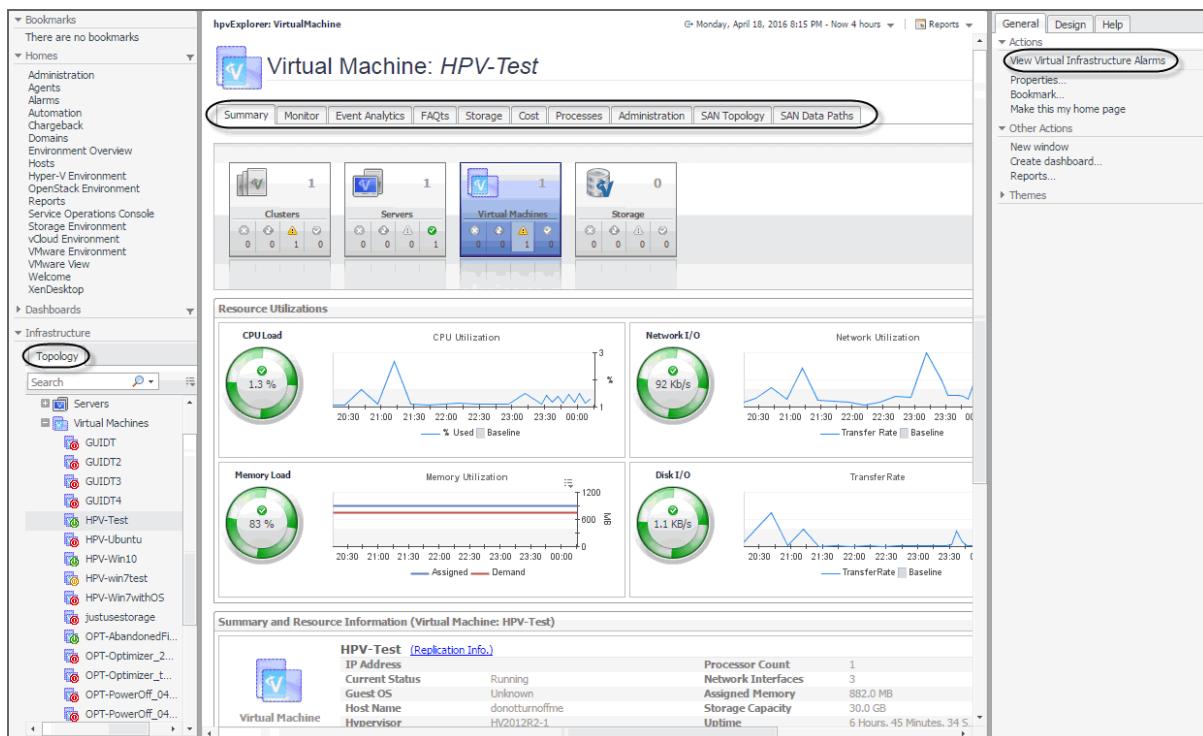 Bookmarks
There are no bookmarks
Homes
Administration
Agents
Alarms
Automation
Chargeback
Domains
Environment Overview
Hosts
Hyper-V Environment
OpenStack Environment
Reports
Service Operations Console
Storage Environment
vCloud Environment
VMware Environment
VMware View
Welcome
XenDesktop
Dashboards
Infrastructure
Topology
Search
Servers
Virtual Machines
GUIDT
GUIDT2
GUIDT3
GUIDT4
HPV-Test
HPV-Ubuntu
HPV-Win10
HPV-win7test
HPV-Win7withOS
justusestorage
OPT-AbandonedFi...
OPT-Optimizer_2...
OPT-Optimizer_t...
OPT-PowerOff_04...
OPT-PowerOff_04...
hpvExplorer: VirtualMachine
Monday, April 18, 2016 8:15 PM - Now 4 hours
Reports
Virtual Machine: HPV-Test
Summary Monitor Event Analytics FAQts Storage Cost Processes Administration SAN Topology SAN Data Paths
1 1 1 0
Clusters Servers Virtual Machines Storage
0 0 1 0 0 0 0 1 0 0 1 0 0 0 0 0
Resource Utilizations
CPU Load CPU Utilization
1.3 %
3
%
1
20:30 21:00 21:30 22:00 22:30 23:00 23:30 00:00
% Used Baseline
Network I/O Network Utilization
92 Kb/s
20:30 21:00 21:30 22:00 22:30 23:00 23:30
Transfer Rate Baseline
Memory Load Memory Utilization
83 %
1200
600
MB
0
20:30 21:00 21:30 22:00 22:30 23:00 23:30 00:00
Assigned Demand
Disk I/O TransferRate
1.1 KB/s
20:30 21:00 21:30 22:00 22:30 23:00 23:30
TransferRate Baseline
Summary and Resource Information (Virtual Machine: HPV-Test)
Virtual Machine
HPV-Test (Replication Info.)
IP Address
Current Status Running
Guest OS Unknown
Host Name donotturnoffme
Hypervisor HV2012R2-1
Processor Count 1
Network Interfaces 3
Assigned Memory 882.0 MB
Storage Capacity 30.0 GB
Uptime 6 Hours, 45 Minutes, 34 S
General Design Help
Actions
View Virtual Infrastructure Alarms
Properties...
Bookmark...
Make this my home page
Other Actions
New window
Create dashboard...
Reports...
Themes